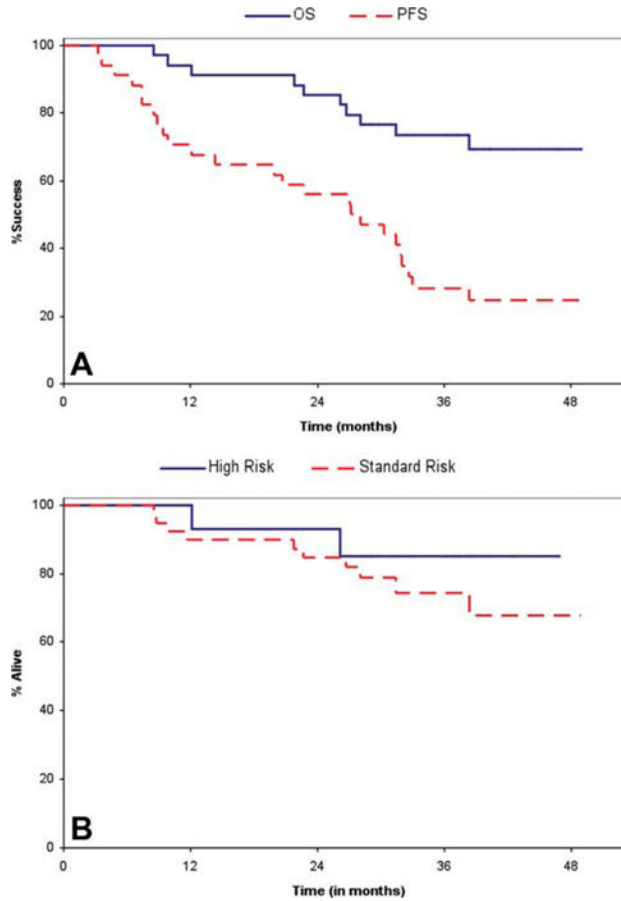 OS PFS
100
80
60
40
20
0
%Success
A
0 12 24 36 48
Time (months)
High Risk Standard Risk
100
80
60
40
20
0
% Alive
B
0 12 24 36 48
Time (in months)